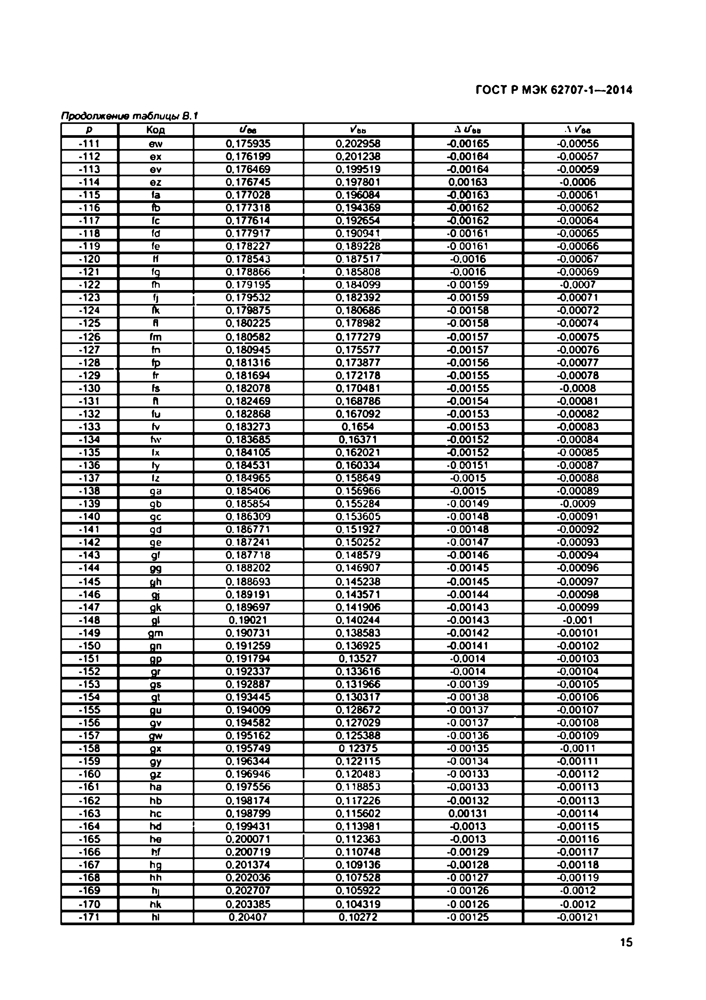 ГОСТ Р МЭК 62707-1—2014
Продолжение таблицы В.1
p Код U вв V вв Δ U вв Δ V вв
-111 ew 0,175935 0,202958 -0,00165 -0,00056
-112 ex 0,176199 0,201238 -0,00164 -0,00057
-113 ev 0,176469 0,199519 -0,00164 -0,00059
-114 ez 0,176745 0,197801 0,00163 -0,0006
-115 fa 0,177028 0,196084 -0,00163 -0,00061
-116 fb 0,177318 0,194369 -0,00162 -0,00062
-117 fc 0,177614 0,192654 -0,00162 -0,00064
-118 fd 0,177917 0,190941 -0,00161 -0,00065
-119 fe 0,178227 0,189228 -0,00161 -0,00066
-120 ff 0,178543 0,187517 -0,0016 -0,00067
-121 fg 0,178866 0,185808 -0,0016 -0,00069
-122 fh 0,179195 0,184099 -0,00159 -0,0007
-123 fj 0,179532 0,182392 -0,00159 -0,00071
-124 fk 0,179875 0,180686 -0,00158 -0,00072
-125 fl 0,180225 0,178982 -0,00158 -0,00074
-126 fm 0,180582 0,177279 -0,00157 -0,00075
-127 fn 0,180945 0,175577 -0,00157 -0,00076
-128 fp 0,181316 0,173877 -0,00156 -0,00077
-129 fr 0,181694 0,172178 -0,00155 -0,00078
-130 fs 0,182078 0,170481 -0,00155 -0,0008
-131 ft 0,182469 0,168786 -0,00154 -0,00081
-132 fu 0,182868 0,167092 -0,00153 -0,00082
-133 fv 0,183273 0,1654 -0,00153 -0,00083
-134 fw 0,183685 0,16371 -0,00152 -0,00084
-135 fx 0,184105 0,162021 -0,00152 -0,00085
-136 fy 0,184531 0,160334 -0,00151 -0,00087
-137 fz 0,184965 0,158649 -0,0015 -0,00088
-138 ga 0,185406 0,156966 -0,0015 -0,00089
-139 gb 0,185854 0,155284 -0,00149 -0,0009
-140 gc 0,186309 0,153605 -0,00148 -0,00091
-141 gd 0,186771 0,151927 -0,00148 -0,00092
-142 ge 0,187241 0,150252 -0,00147 -0,00093
-143 gf 0,187718 0,148579 -0,00146 -0,00094
-144 gg 0,188202 0,146907 -0,00145 -0,00096
-145 gh 0,188693 0,145238 -0,00145 -0,00097
-146 gj 0,189191 0,143571 -0,00144 -0,00098
-147 gk 0,189697 0,141906 -0,00143 -0,00099
-148 gl 0,19021 0,140244 -0,00143 -0,001
-149 gm 0,190731 0,138583 -0,00142 -0,00101
-150 gn 0,191259 0,136925 -0,00141 -0,00102
-151 gp 0,191794 0,13527 -0,0014 -0,00103
-152 gr 0,192337 0,133616 -0,0014 -0,00104
-153 gs 0,192887 0,131966 -0,00139 -0,00105
-154 gt 0,193445 0,130317 -0,00138 -0,00106
-155 gu 0,194009 0,128672 -0,00137 -0,00107
-156 gv 0,194582 0,127029 -0,00137 -0,00108
-157 gw 0,195162 0,125388 -0,00136 -0,00109
-158 gx 0,195749 0,12375 -0,00135 -0,0011
-159 gy 0,196344 0,122115 -0,00134 -0,00111
-160 gz 0,196946 0,120483 -0,00133 -0,00112
-161 ha 0,197556 0,118853 -0,00133 -0,00113
-162 hb 0,198174 0,117226 -0,00132 -0,00113
-163 hc 0,198799 0,115602 0,00131 -0,00114
-164 hd 0,199431 0,113981 -0,0013 -0,00115
-165 he 0,200071 0,112363 -0,0013 -0,00116
-166 hf 0,200719 0,110748 -0,00129 -0,00117
-167 hg 0,201374 0,109136 -0,00128 -0,00118
-168 hh 0,202036 0,107528 -0,00127 -0,00119
-169 hj 0,202707 0,105922 -0,00126 -0,0012
-170 hk 0,203385 0,104319 -0,00126 -0,0012
-171 hl 0,20407 0,10272 -0,00125 -0,00121
15